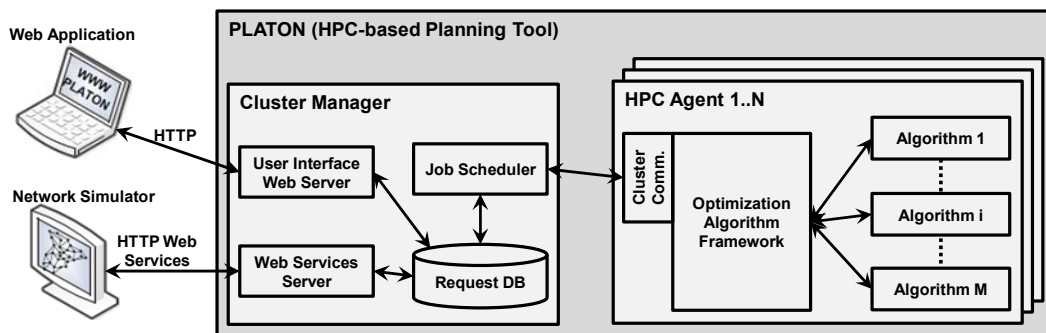 PLATON (HPC-based Planning Tool)
Web Application
WWW
PLATON
HTTP
Network Simulator
HTTP Web
Services
Cluster Manager
User Interface
Web Server
Job Scheduler
Web Services
Server
Request DB
HPC Agent 1..N
Cluster
Comm.
Optimization
Algorithm
Framework
Algorithm 1
Algorithm i
Algorithm M